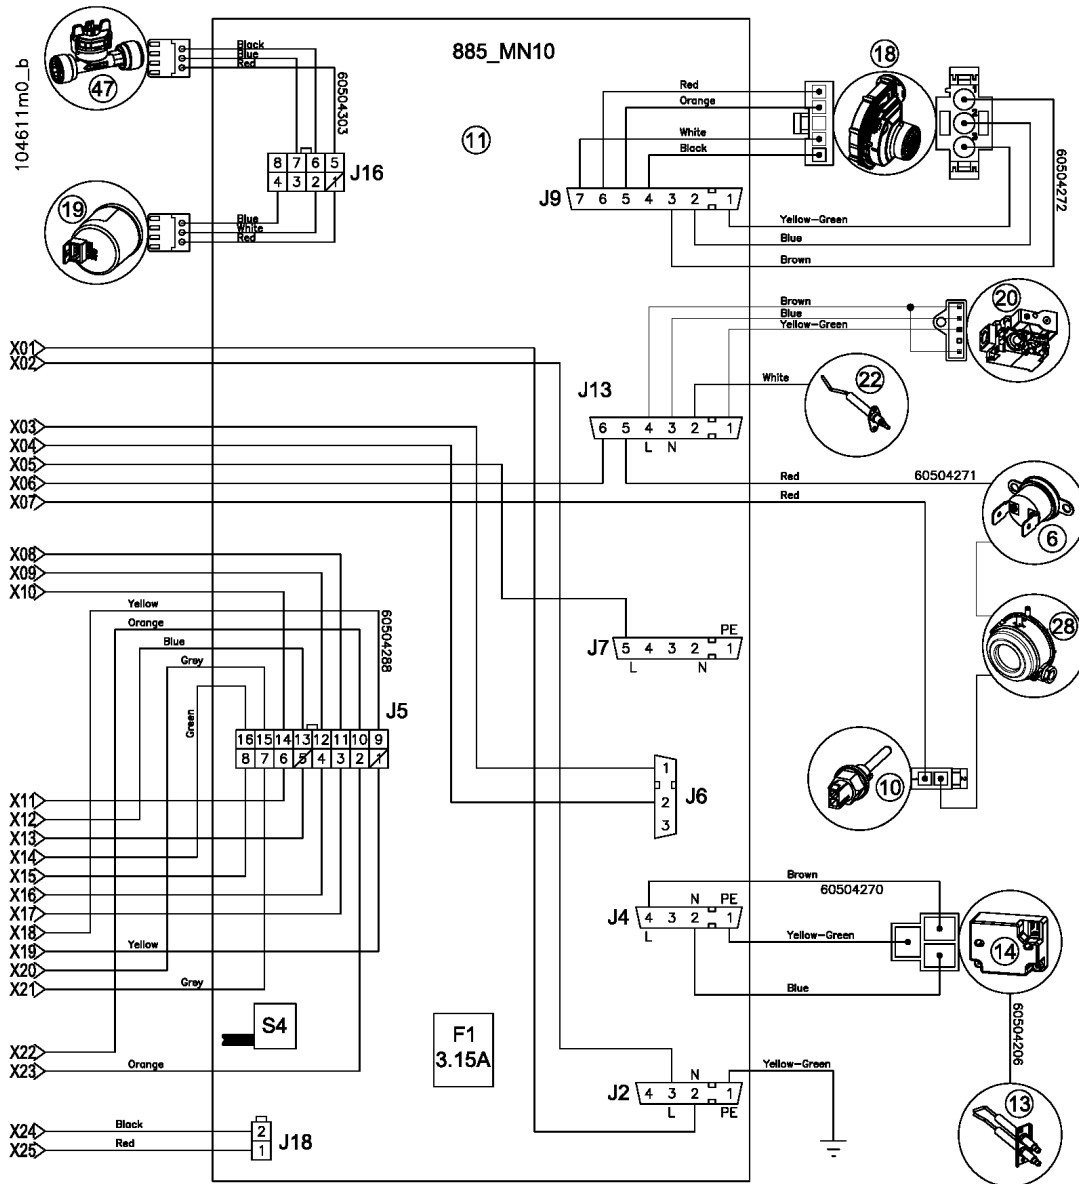 104611m0_b
47
Black
Blue
Red
60504303
885_MN10
11
8 7 6 5
4 3 2 1
J16
19
Blue
White
Red
18
Red
Orange
White
Black
1
2
3
60504272
J9
7 6 5 4 3 2 1
Yellow-Green
Blue
Brown
Brown
Blue
Yellow-Green
20
White
22
J13
6 5 4 3 2 1
L N
X01
X02
X03
X04
X05
X06
X07
X08
X09
X10
Red
60504271
Red
6
28
Yellow
Orange
Blue
Grey
Green
60504288
J5
16 15 14 13 12 11 10 9
8 7 6 5 4 3 2 1
PE
J7
5 4 3 2 1
L N
1
2
3
J6
10
X11
X12
X13
X14
X15
X16
X17
X18
X19
Yellow
X20
X21
Grey
X22
X23
Orange
X24
Black
X25
Red
S4
F1
3.15A
2
1
J18
Brown
60504270
N PE
J4
4 3 2 1
L
Yellow-Green
Blue
14
60504206
13
Yellow-Green
N
J2
4 3 2 1
L PE